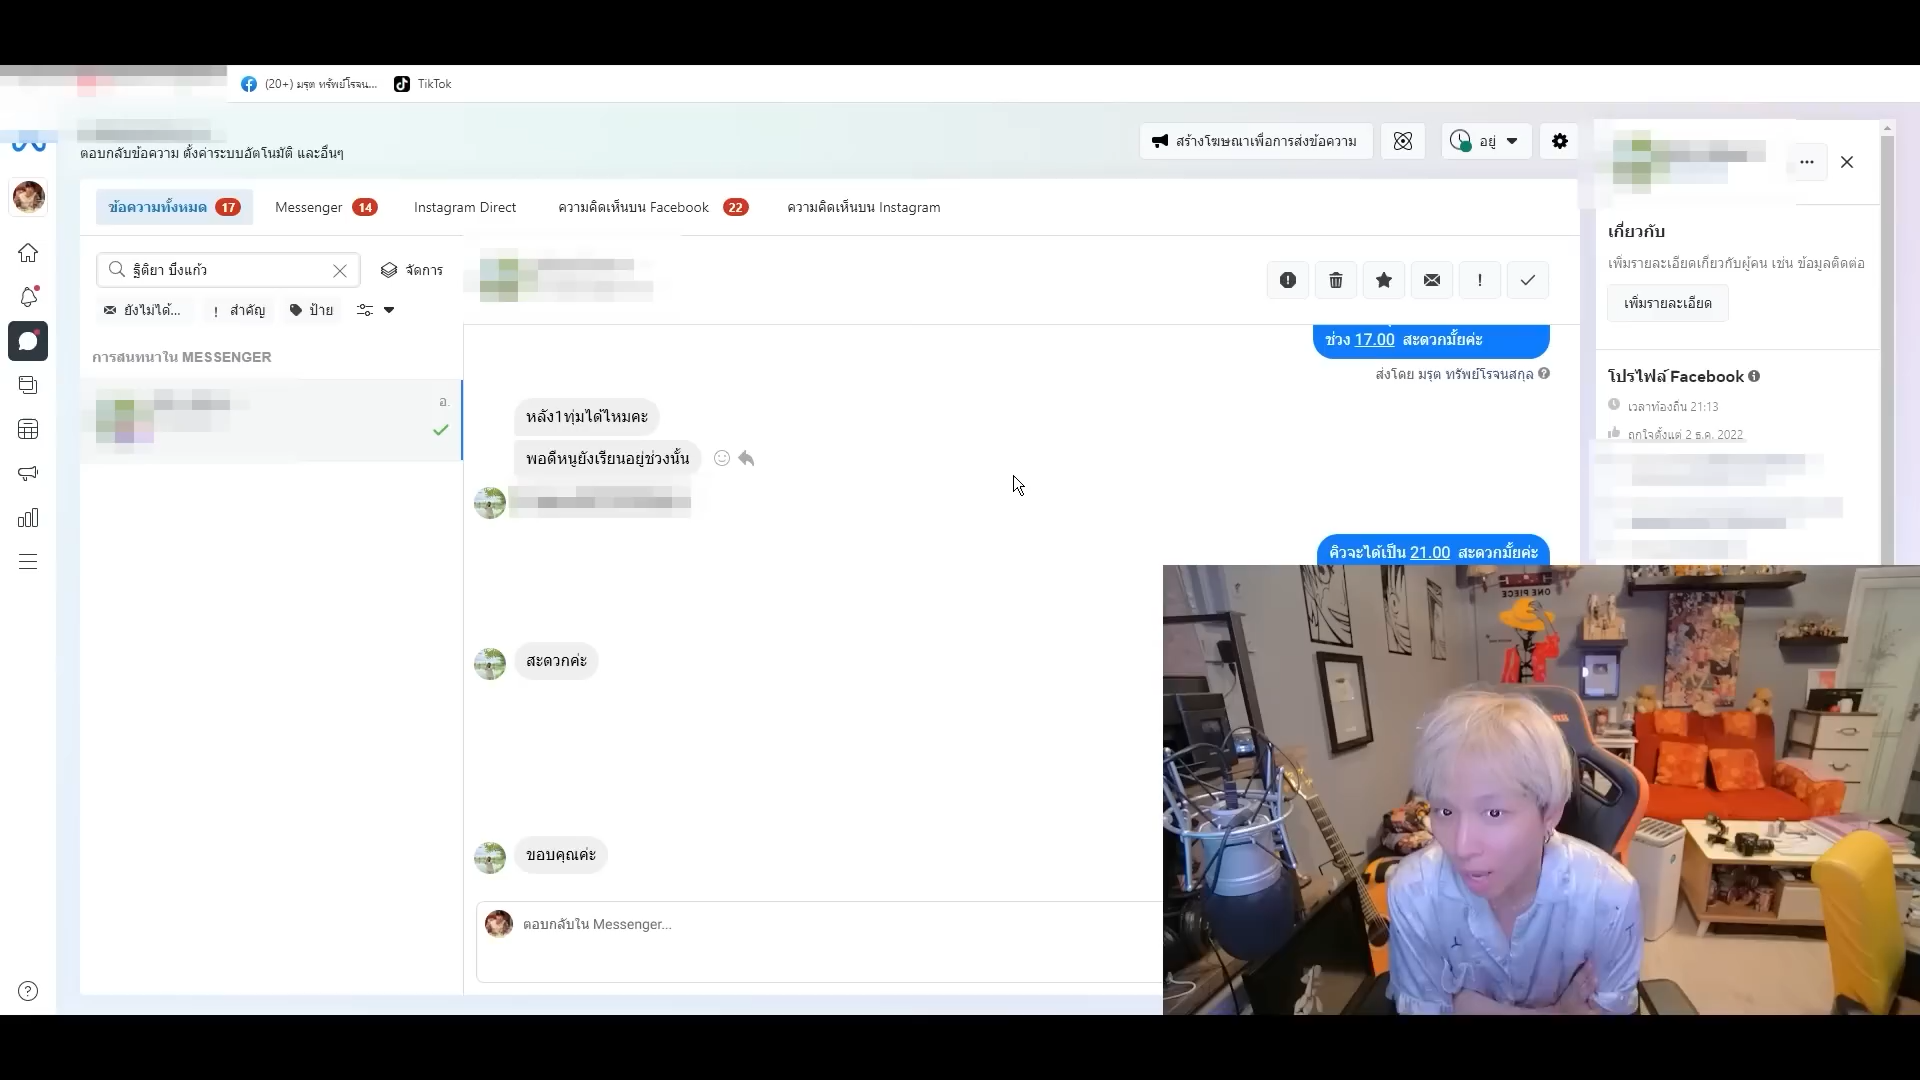 (20+) มรุต ทรัพย์โรจน...
TikTok
ตอบกลับข้อความ ตั้งค่าระบบอัตโนมัติ และอื่นๆ
สร้างโฆษณาเพื่อการส่งข้อความ
อยู่
ข้อความทั้งหมด 17
Messenger 14
Instagram Direct
ความคิดเห็นบน Facebook 22
ความคิดเห็นบน Instagram
ฐิติยา บึงแก้ว
จัดการ
ยังไม่ได้...
สำคัญ
ป้าย
การสนทนาใน MESSENGER
อ.
ช่วง 17.00 สะดวกมั้ยค่ะ
ส่งโดย มรุต ทรัพย์โรจนสกุล
หลัง1ทุ่มได้ไหมคะ
พอดีหนูยังเรียนอยู่ช่วงนั้น
คิวจะได้เป็น 21.00 สะดวกมั้ยค่ะ
สะดวกค่ะ
ขอบคุณค่ะ
ตอบกลับใน Messenger...
เกี่ยวกับ
เพิ่มรายละเอียดเกี่ยวกับผู้คน เช่น ข้อมูลติดต่อ
เพิ่มรายละเอียด
โปรไฟล์ Facebook
เวลาท้องถิ่น 21:13
ถูกใจตั้งแต่ 2 ธ.ค. 2022
ONE PIECE